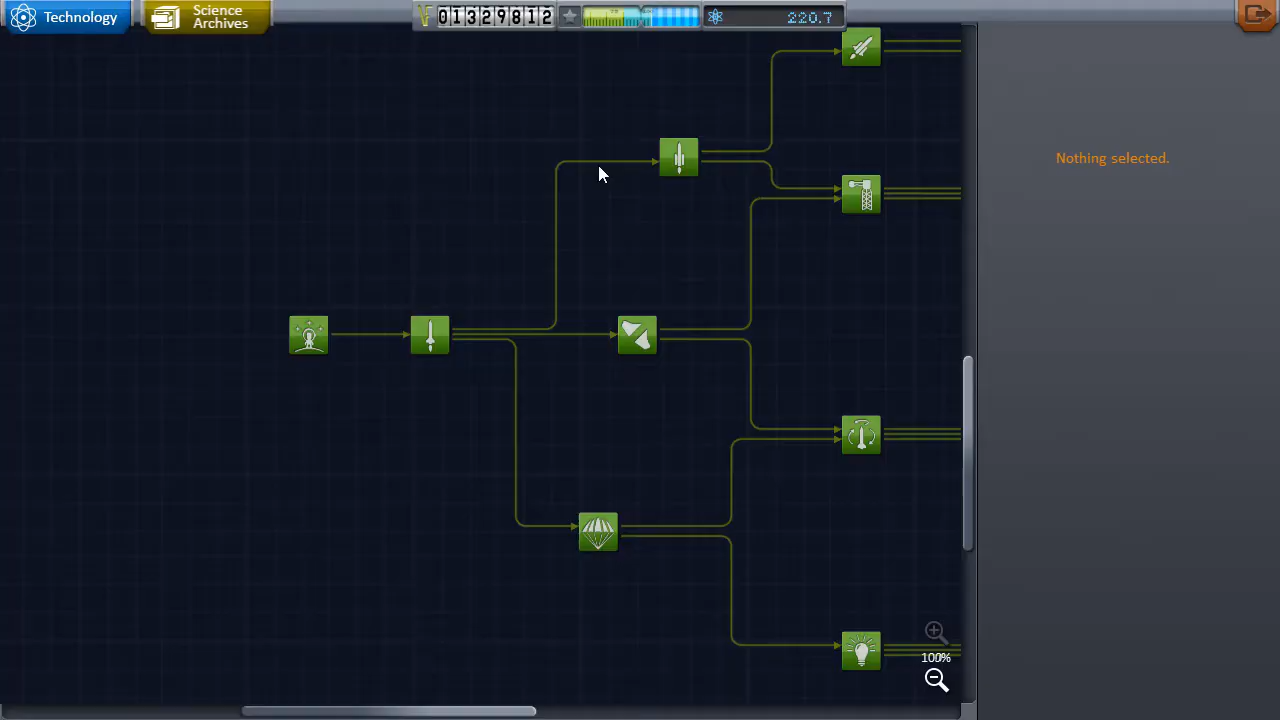 Technology
Science
Archives
01329812
220.7
Nothing selected.
100%